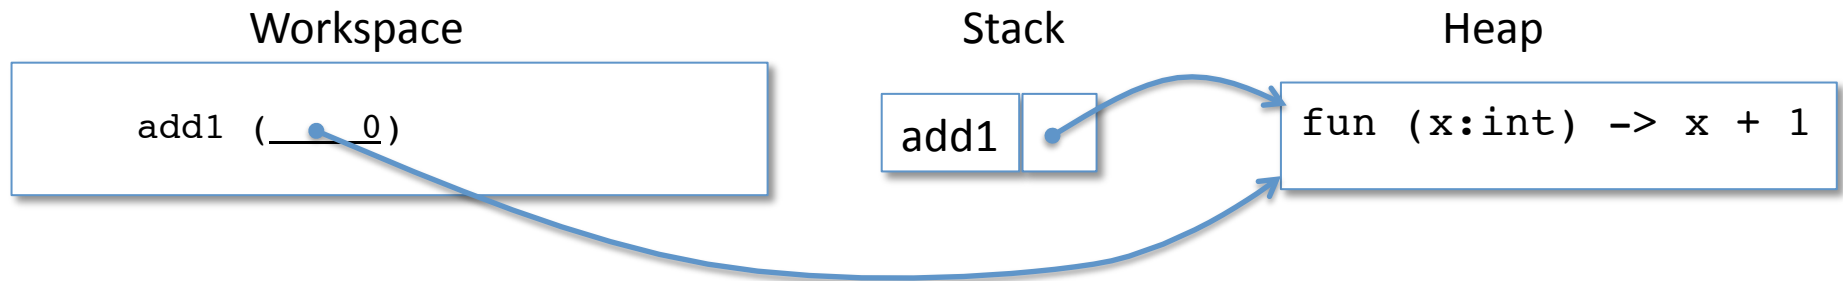 Workspace
Stack
Heap
add1 (____0)
add1
fun (x:int) -> x + 1